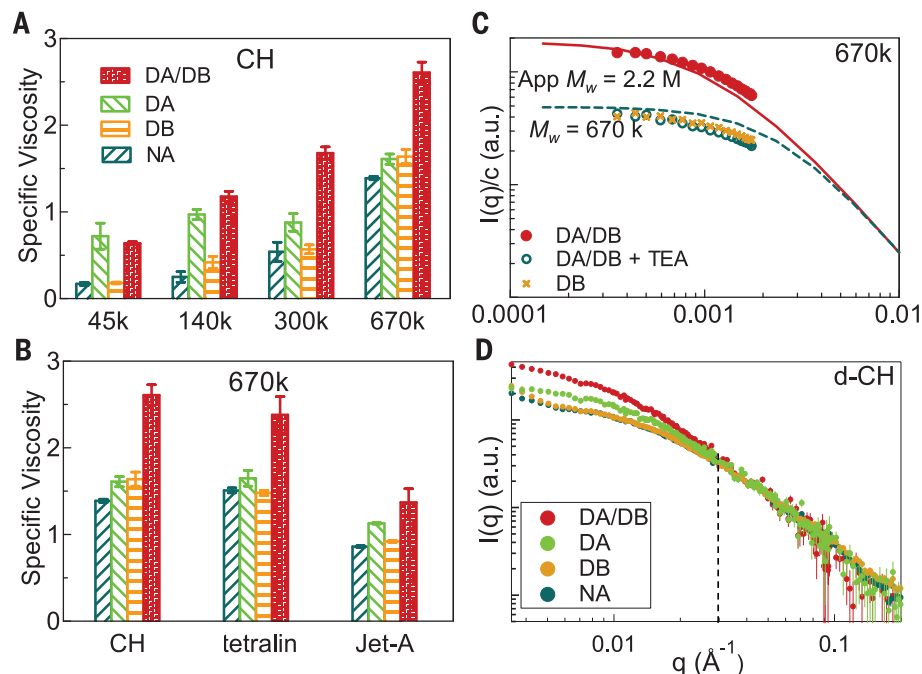 A
CH
3
2
1
0
Specific Viscosity
DA/DB
DA
DB
NA
45k 140k 300k 670k
B
670k
3
2
1
0
Specific Viscosity
CH tetralin Jet-A
C
670k
I(q)/c (a.u.)
App Mw = 2.2 M
Mw = 670 k
DA/DB
DA/DB + TEA
DB
0.0001 0.001 0.01
D
d-CH
I(q) (a.u.)
DA/DB
DA
DB
NA
0.01 0.1
q (Å-1)